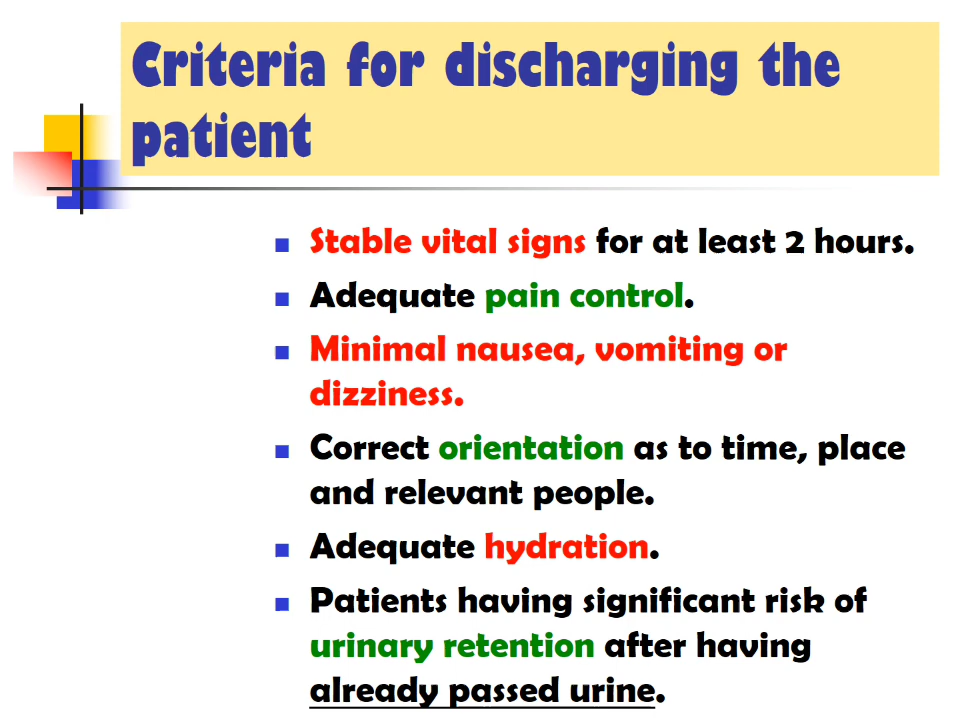 Criteria for discharging the
patient
Stable vital signs for at least 2 hours.
Adequate pain control.
Minimal nausea, vomiting or
dizziness.
Correct orientation as to time, place
and relevant people.
Adequate hydration.
Patients having significant risk of
urinary retention after having
already passed urine.